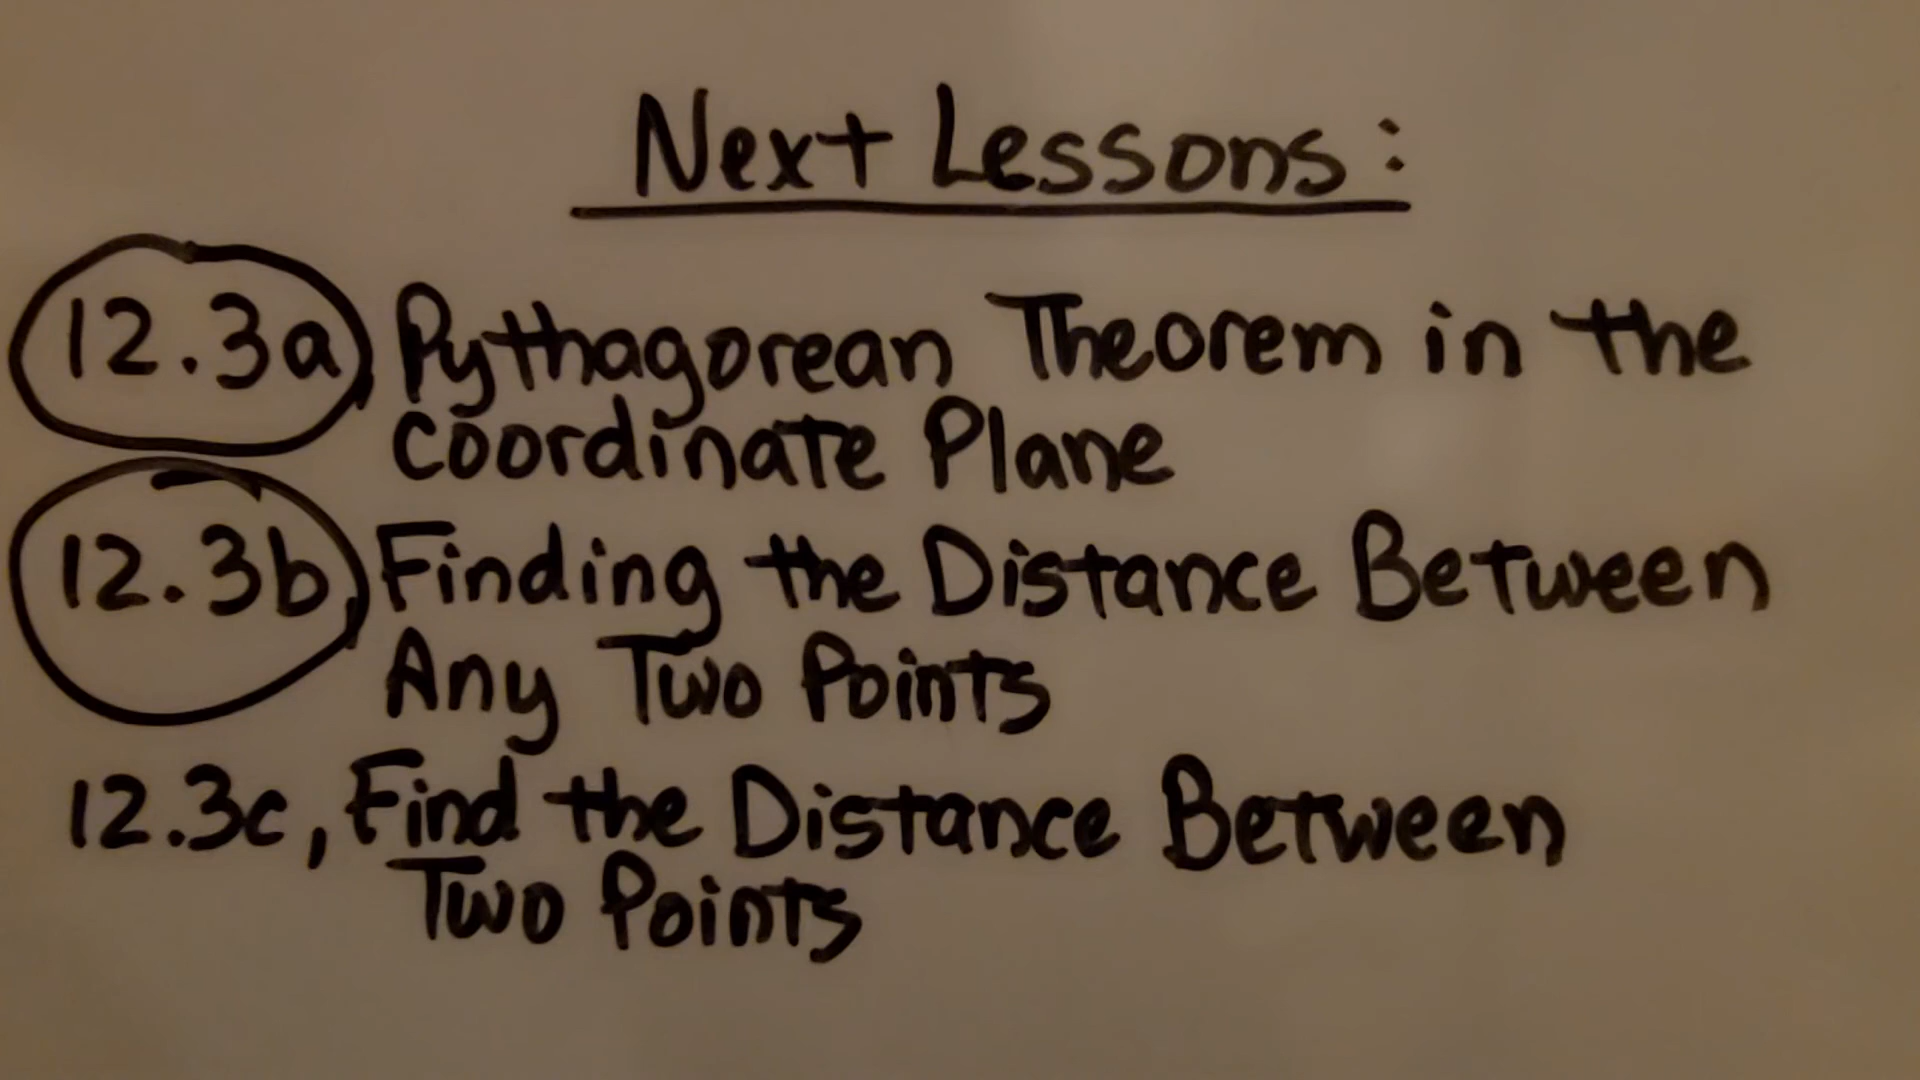 Next Lessons:
12.3a Pythagorean Theorem in the
Coordinate Plane
12.3b, Finding the Distance Between
Any Two Points
12.3c, Find the Distance Between
Two Points